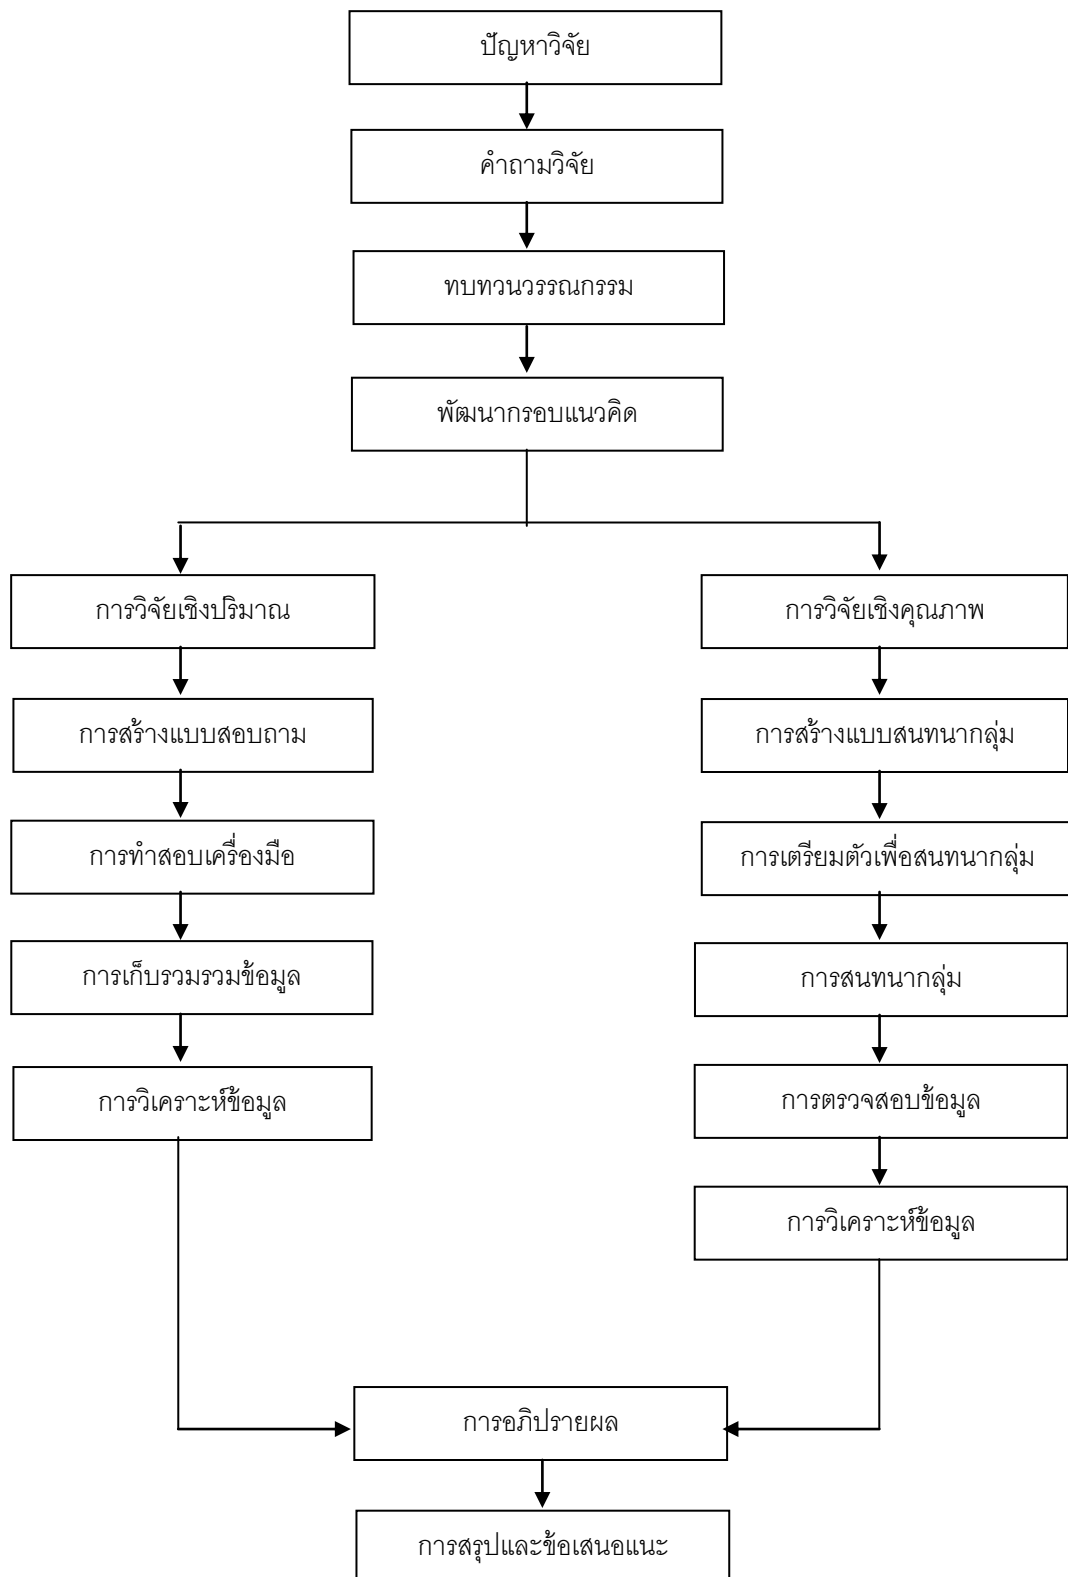 ปัญหาวิจัย
คำถามวิจัย
ทบทวนวรรณกรรม
พัฒนากรอบแนวคิด
การวิจัยเชิงปริมาณ
การสร้างแบบสอบถาม
การทำสอบเครื่องมือ
การเก็บรวมรวมข้อมูล
การวิเคราะห์ข้อมูล
การวิจัยเชิงคุณภาพ
การสร้างแบบสนทนากลุ่ม
การเตรียมตัวเพื่อสนทนากลุ่ม
การสนทนากลุ่ม
การตรวจสอบข้อมูล
การวิเคราะห์ข้อมูล
การอภิปรายผล
การสรุปและข้อเสนอแนะ